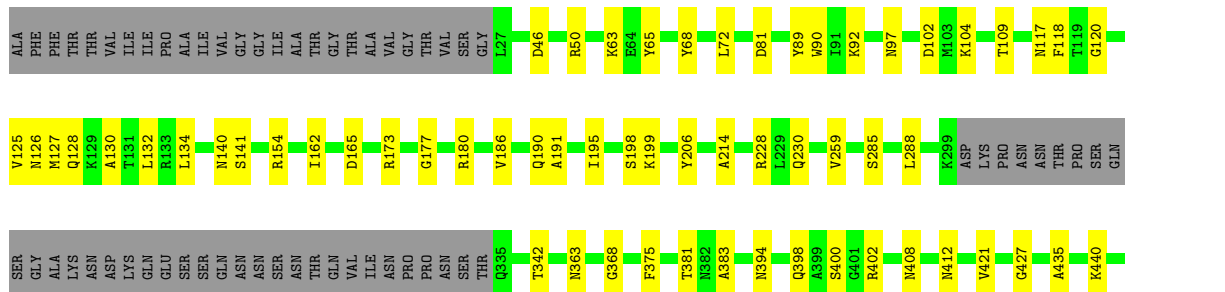 ALA PHE PHE THR THR VAL ILE ILE PRO ALA ILE VAL GLY GLY ILE ALA THR GLY THR ALA VAL GLY THR VAL SER GLY L27 D46 R50 K63 E64 Y65 Y68 L72 D81 Y89 W90 I91 K92 N97 D102 M103 K104 T109 N117 F118 T119 G120
V125 N126 M127 Q128 K129 A130 T131 L132 R133 L134 N140 S141 R154 I162 D165 R173 G177 R180 V186 Q190 A191 I195 S198 K199 Y206 A214 R228 L229 Q230 V259 S285 L288 K299 ASP LYS PRO ASN ASN THR PRO SER GLN
SER GLY ALA LYS ASN ASP LYS GLN GLU SER SER GLN ASN ASN SER ASN THR GLN VAL ILE ASN PRO PRO ASN SER THR Q335 T342 N363 G368 F375 T381 N382 A383 N394 Q398 A399 S400 G401 R402 N408 N412 V421 G427 A435 K440